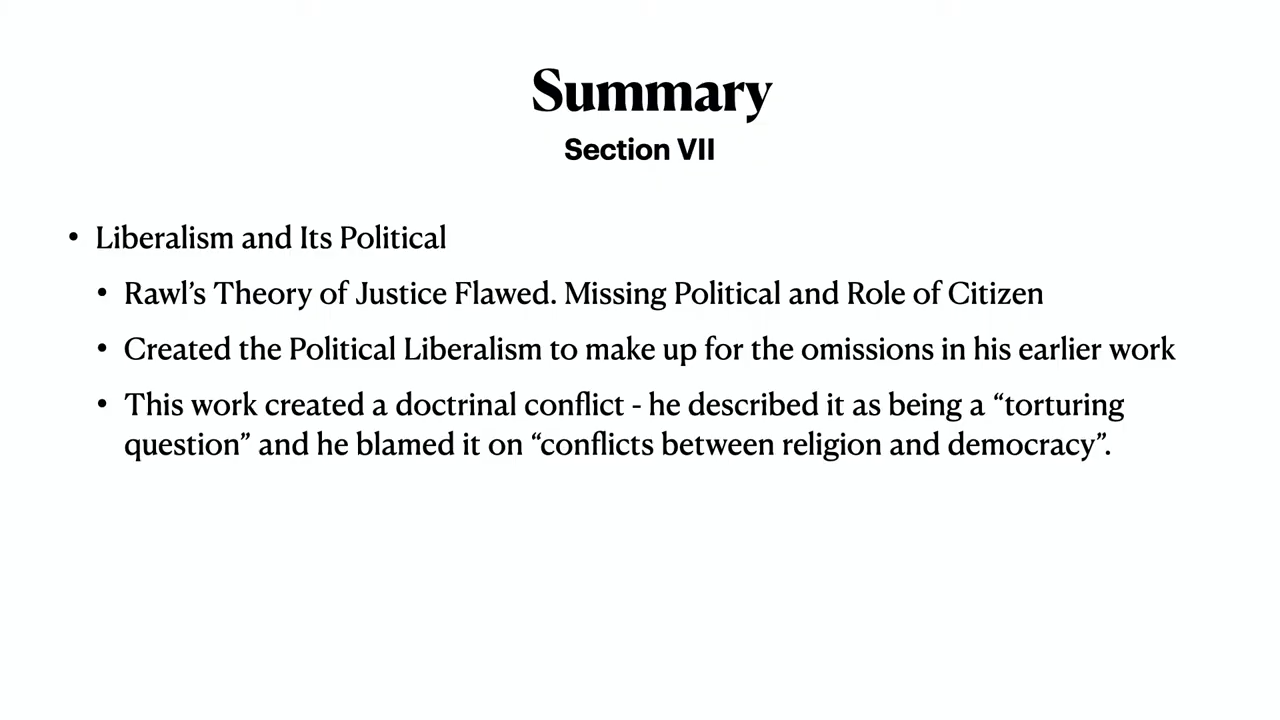 Summary
Section VII
• Liberalism and Its Political
• Rawl’s Theory of Justice Flawed. Missing Political and Role of Citizen
• Created the Political Liberalism to make up for the omissions in his earlier work
• This work created a doctrinal conflict - he described it as being a “torturing
question” and he blamed it on “conflicts between religion and democracy”.